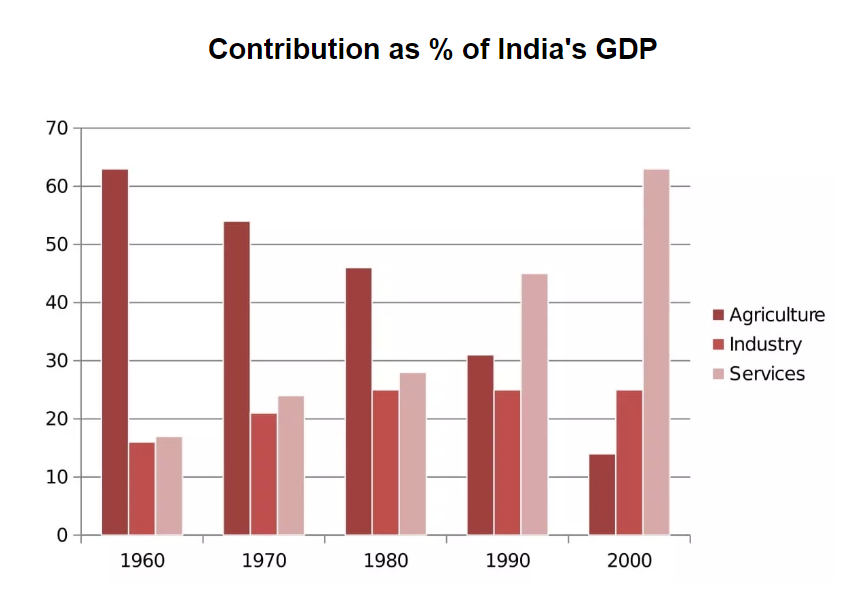 Contribution as % of India's GDP
70
60
50
40
30
20
10
0
1960 1970 1980 1990 2000
Agriculture
Industry
Services